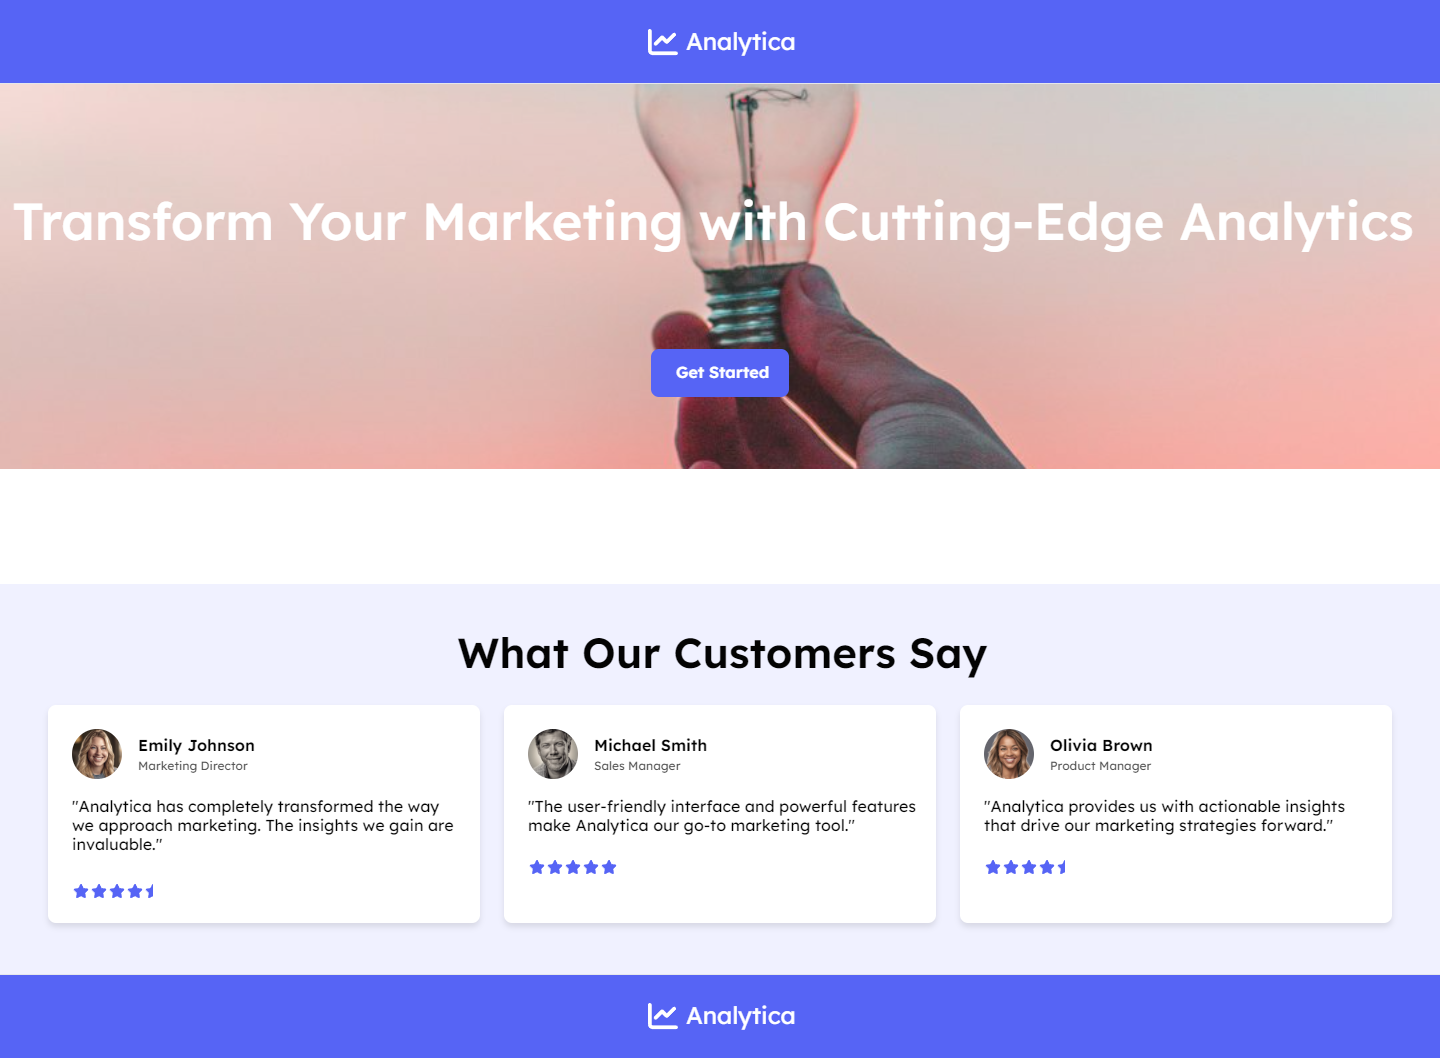 Analytica
Transform Your Marketing with Cutting-Edge Analytics
Get Started
What Our Customers Say
Emily Johnson
Marketing Director
"Analytica has completely transformed the way
we approach marketing. The insights we gain are
invaluable."
Michael Smith
Sales Manager
"The user-friendly interface and powerful features
make Analytica our go-to marketing tool."
Olivia Brown
Product Manager
"Analytica provides us with actionable insights
that drive our marketing strategies forward."
Analytica